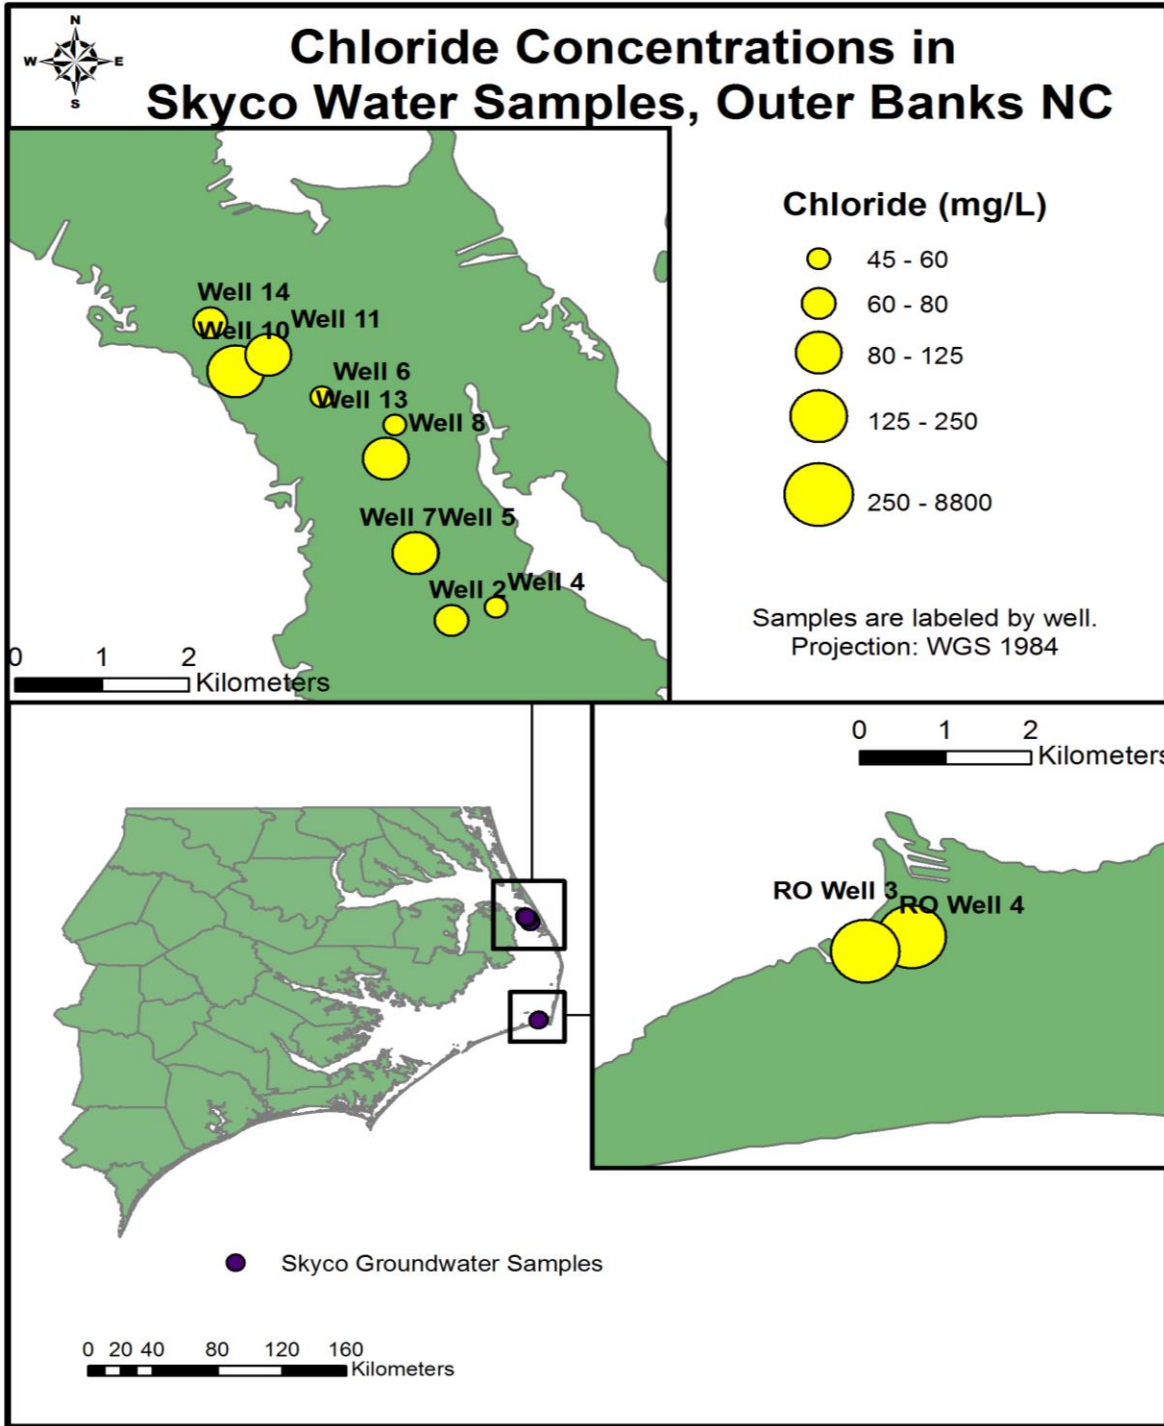 N
W E
S
Chloride Concentrations in
Skyco Water Samples, Outer Banks NC
Well 14
Well 10
Well 11
Well 6
Well 13
Well 8
Well 7
Well 5
Well 2
Well 4
0 1 2
Kilometers
Chloride (mg/L)
45 - 60
60 - 80
80 - 125
125 - 250
250 - 8800
Samples are labeled by well.
Projection: WGS 1984
0 1 2
Kilometers
RO Well 3
RO Well 4
Skyco Groundwater Samples
0 20 40 80 120 160
Kilometers